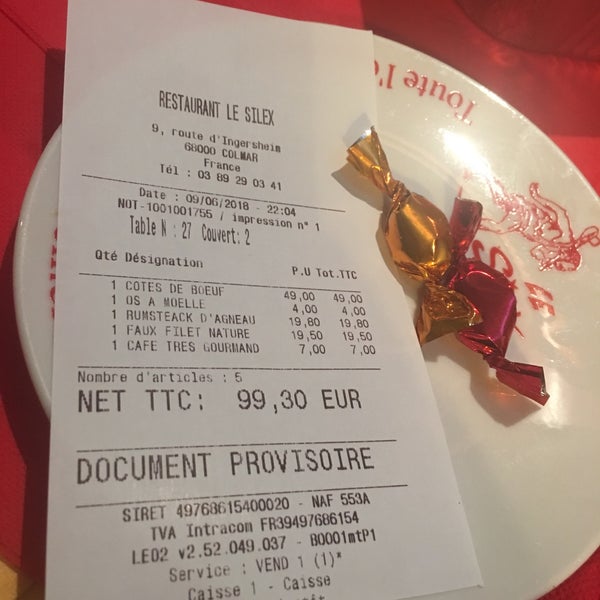 RESTAURANT LE SILEX
9, route d'Ingersheim
68000 COLMAR
France
Tél : 03 89 29 03 41
Date : 09/06/2018 - 22:04
NOT-1001001755 / impression n° 1
Table N : 27 Couvert: 2
Qté Désignation P.U Tot.TTC
1 COTES DE BOEUF 49,00 49,00
1 OS A MOELLE 4,00 4,00
1 RUMSTEACK D'AGNEAU 19,80 19,80
1 FAUX FILET NATURE 19,50 19,50
1 CAFE TRES GOURMAND 7,00 7,00
Nombre d'articles : 5
NET TTC: 99,30 EUR
DOCUMENT PROVISOIRE
SIRET 49768615400020 - NAF 553A
TVA Intracom FR39497686154
LEO2 v2.52.049.037 - B0001mtP1
Service : VEND 1 (1)*
Caisse 1 - Caisse
Toute l'